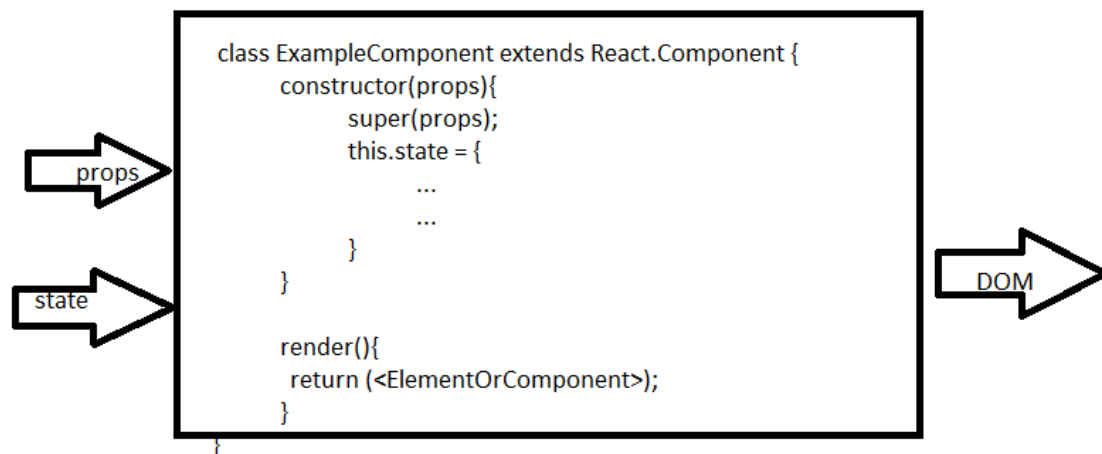 class ExampleComponent extends React.Component {
constructor(props){
super(props);
this.state = {
...
...
}
}
render(){
return (<ElementOrComponent>);
}
}
props
state
DOM